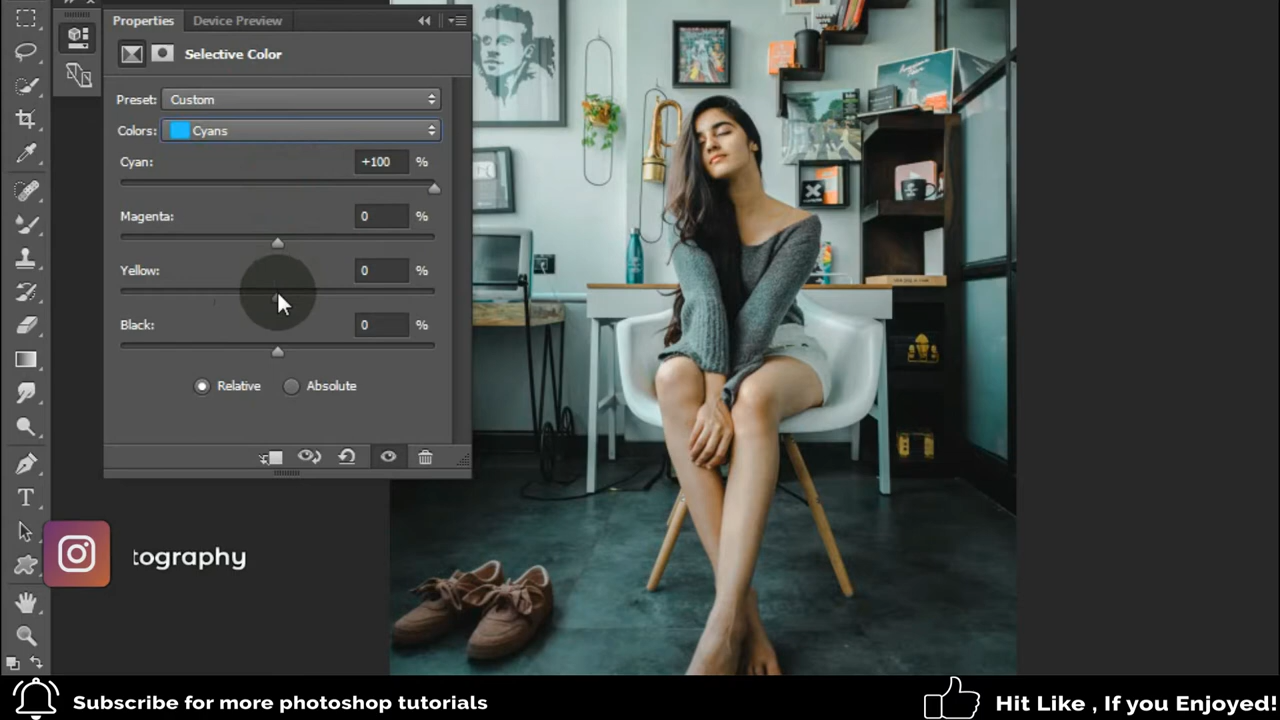 Properties
Device Preview
Selective Color
Preset: Custom
Colors: Cyans
Cyan: +100 %
Magenta: 0 %
Yellow: 0 %
Black: 0 %
Relative Absolute
T
tography
Subscribe for more photoshop tutorials
Hit Like , If you Enjoyed!